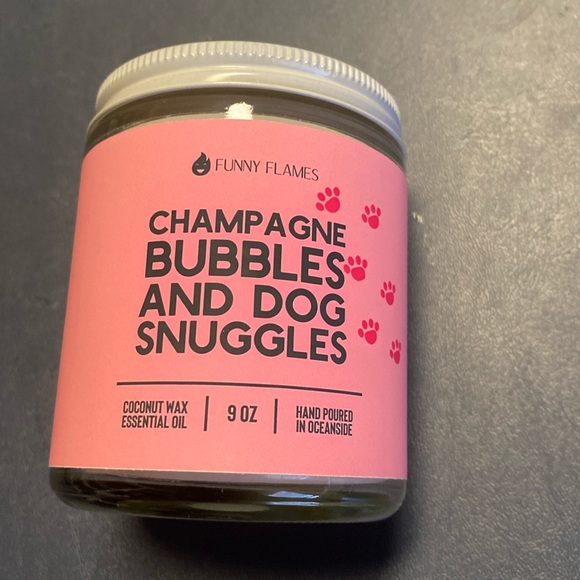 FUNNY FLAMES
CHAMPAGNE
BUBBLES
AND DOG
SNUGGLES
COCONUT WAX
ESSENTIAL OIL
9 OZ
HAND POURED
IN OCEANSIDE